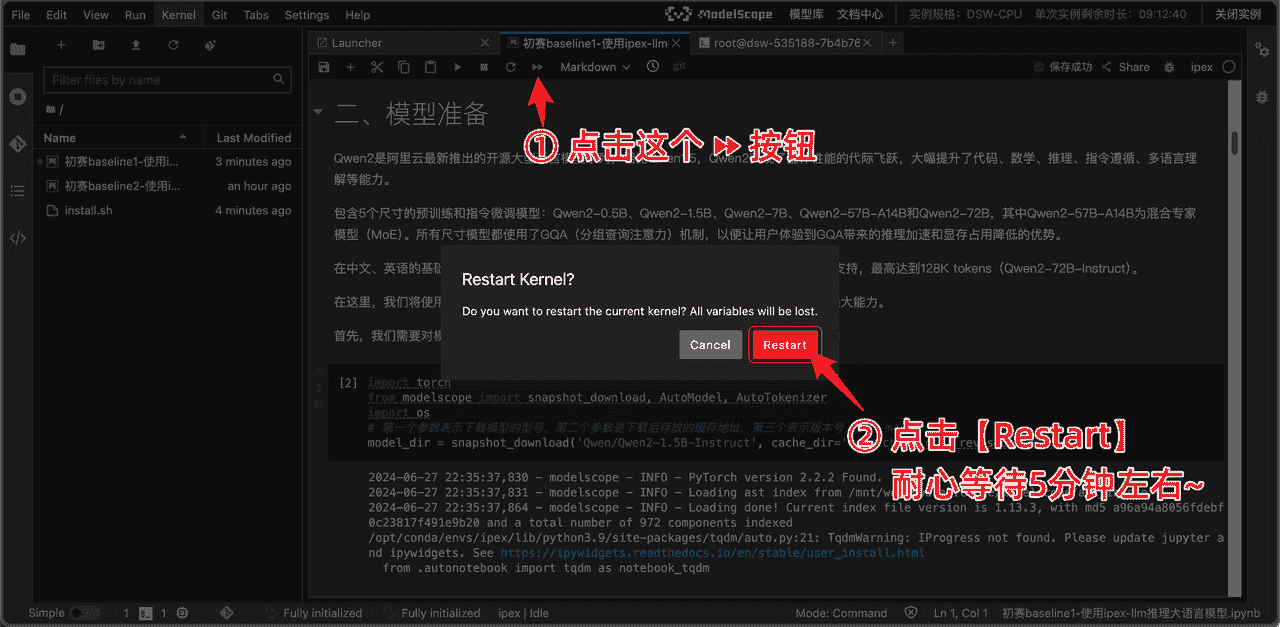 File Edit View Run Kernel Git Tabs Settings Help
ModelScope 模型库 文档中心 实例规格：DSW-CPU 单次实例剩余时长：09:12:40 关闭实例
Launcher
初赛baseline1-使用ipex-llm
root@dsw-535188-7b4b76
Markdown git 保存成功 Share ipex
Filter files by name
/
Name Last Modified
初赛baseline1-使用i... 3 minutes ago
初赛baseline2-使用i... an hour ago
install.sh 4 minutes ago
二、模型准备
① 点击这个 按钮
Qwen2是阿里云最新推出的开源大型 性能的代际飞跃，大幅提升了代码、数学、推理、指令遵循、多语言理
解等能力。
包含5个尺寸的预训练和指令微调模型：Qwen2-0.5B、Qwen2-1.5B、Qwen2-7B、Qwen2-57B-A14B和Qwen2-72B，其中Qwen2-57B-A14B为混合专家
模型（MoE）。所有尺寸模型都使用了GQA（分组查询注意力）机制，以便让用户体验到GQA带来的推理加速和显存占用降低的优势。
在中文、英语的基础 支持，最高达到128K tokens（Qwen2-72B-Instruct）。
在这里，我们将使用 大能力。
首先，我们需要对模
Restart Kernel?
Do you want to restart the current kernel? All variables will be lost.
Cancel Restart
② 点击【Restart】
耐心等待5分钟左右~
[2] import torch
from modelscope import snapshot_download, AutoModel, AutoTokenizer
import os
# 第一个参数表示下载模型的型号，第二个参数是下载后存放的缓存地址，第三个表示版本号
model_dir = snapshot_download('Qwen/Qwen2-1.5B-Instruct', cache_dir=
2024-06-27 22:35:37,830 - modelscope - INFO - PyTorch version 2.2.2 Found.
2024-06-27 22:35:37,831 - modelscope - INFO - Loading ast index from /mnt/
2024-06-27 22:35:37,864 - modelscope - INFO - Loading done! Current index file version is 1.13.3, with md5 a96a94a8056fdebf
0c23817f491e9b20 and a total number of 972 components indexed
/opt/conda/envs/ipex/lib/python3.9/site-packages/tqdm/auto.py:21: TqdmWarning: IProgress not found. Please update jupyter a
nd ipywidgets. See https://ipywidgets.readthedocs.io/en/stable/user_install.html
from .autonotebook import tqdm as notebook_tqdm
Simple 1 1 Fully initialized Fully initialized ipex | Idle Mode: Command Ln 1, Col 1 初赛baseline1-使用ipex-llm推理大语言模型.ipynb